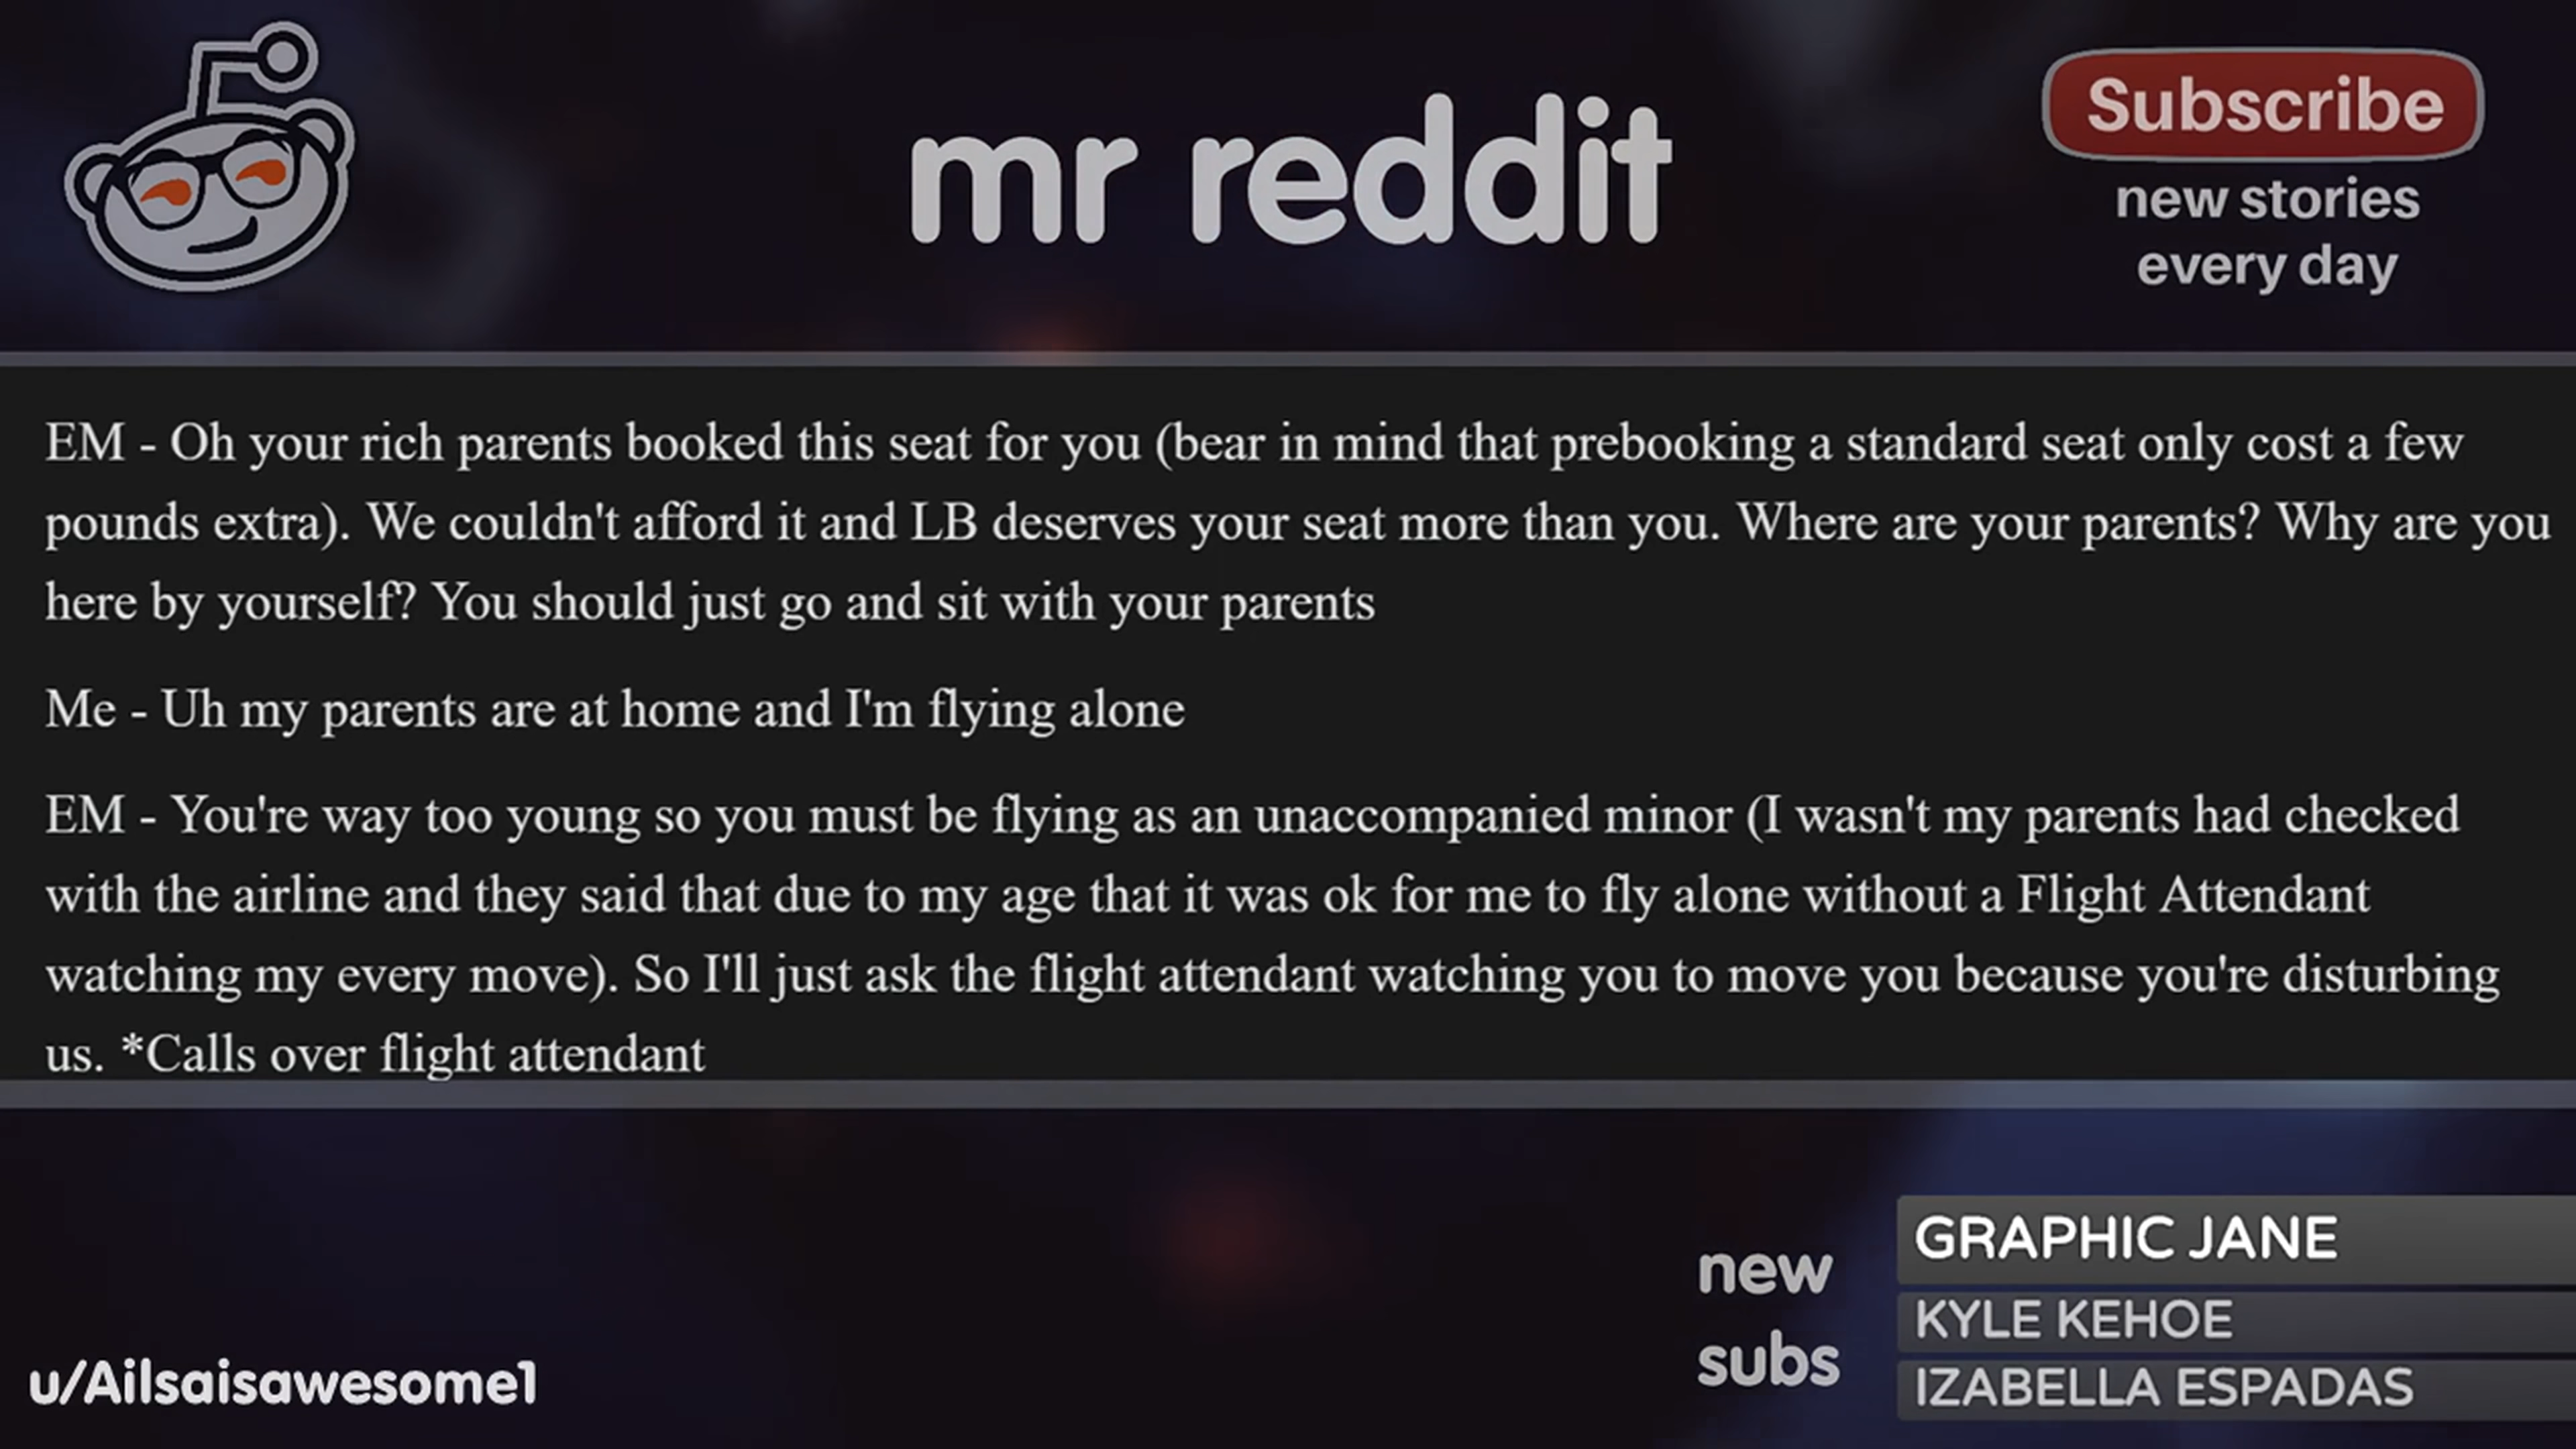 mr reddit
Subscribe
new stories
every day
EM - Oh your rich parents booked this seat for you (bear in mind that prebooking a standard seat only cost a few
pounds extra). We couldn't afford it and LB deserves your seat more than you. Where are your parents? Why are you
here by yourself? You should just go and sit with your parents
Me - Uh my parents are at home and I'm flying alone
EM - You're way too young so you must be flying as an unaccompanied minor (I wasn't my parents had checked
with the airline and they said that due to my age that it was ok for me to fly alone without a Flight Attendant
watching my every move). So I'll just ask the flight attendant watching you to move you because you're disturbing
us. *Calls over flight attendant
new
subs
GRAPHIC JANE
KYLE KEHOE
IZABELLA ESPADAS
u/Ailsaisawesome1